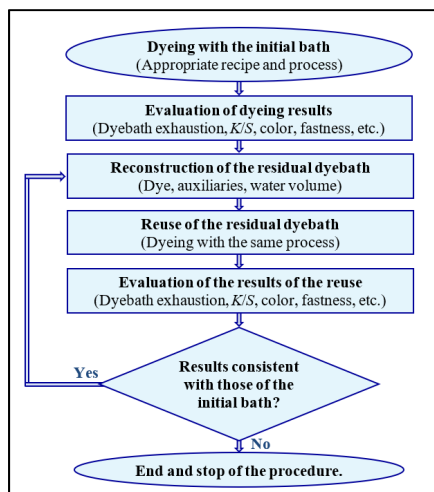 Dyeing with the initial bath
(Appropriate recipe and process)
Evaluation of dyeing results
(Dyebath exhaustion, K/S, color, fastness, etc.)
Reconstruction of the residual dyebath
(Dye, auxiliaries, water volume)
Reuse of the residual dyebath
(Dyeing with the same process)
Evaluation of the results of the reuse
(Dyebath exhaustion, K/S, color, fastness, etc.)
Yes
Results consistent
with those of the
initial bath?
No
End and stop of the procedure.